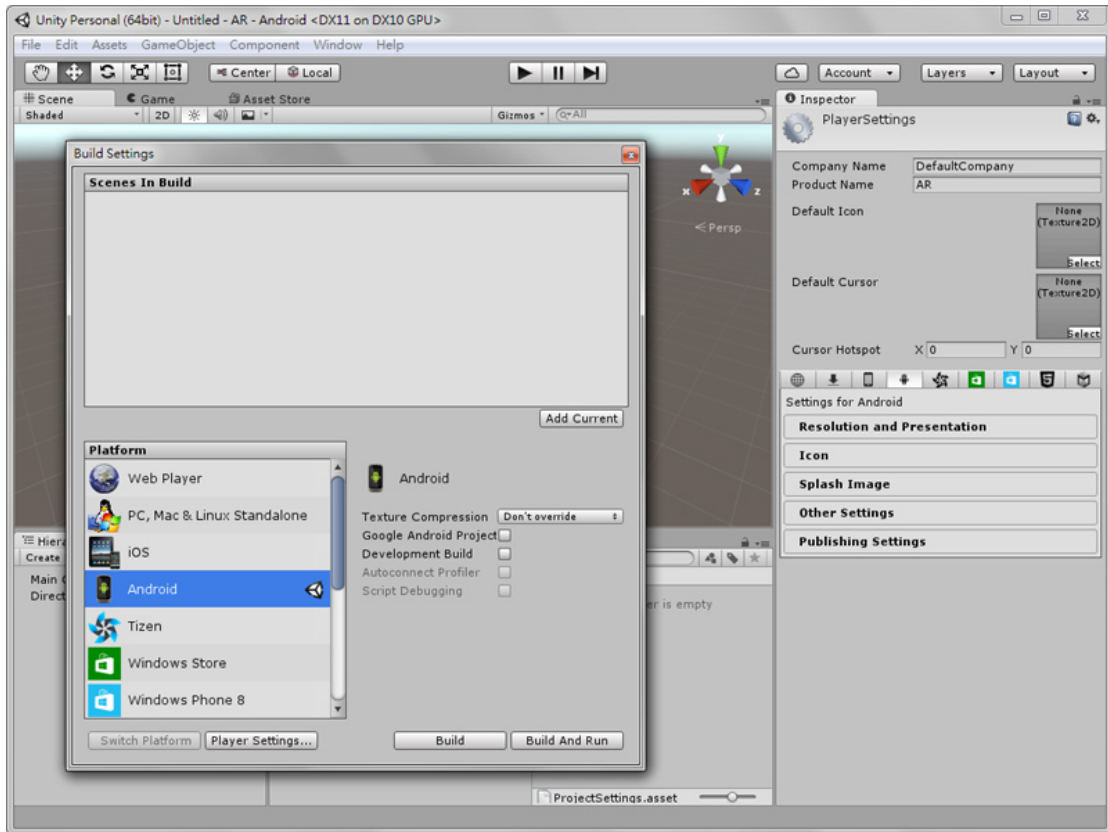 Unity Personal (64bit) - Untitled - AR - Android <DX11 on DX10 GPU>
File Edit Assets GameObject Component Window Help
Center Local Account Layers Layout
Scene Game Asset Store
Shaded 2D Gizmos All
Inspector
PlayerSettings
Company Name DefaultCompany
Product Name AR
Default Icon None (Texture2D) Select
Default Cursor None (Texture2D) Select
Cursor Hotspot X 0 Y 0
Settings for Android
Resolution and Presentation
Icon
Splash Image
Other Settings
Publishing Settings
y
x z
Persp
Build Settings
Scenes In Build
Add Current
Platform
Web Player
PC, Mac & Linux Standalone
iOS
Android
Tizen
Windows Store
Windows Phone 8
Android
Texture Compression Don't override
Google Android Project
Development Build
Autoconnect Profiler
Script Debugging
Switch Platform Player Settings... Build Build And Run
Hiera
Create
Main
Direct
er is empty
ProjectSettings.asset